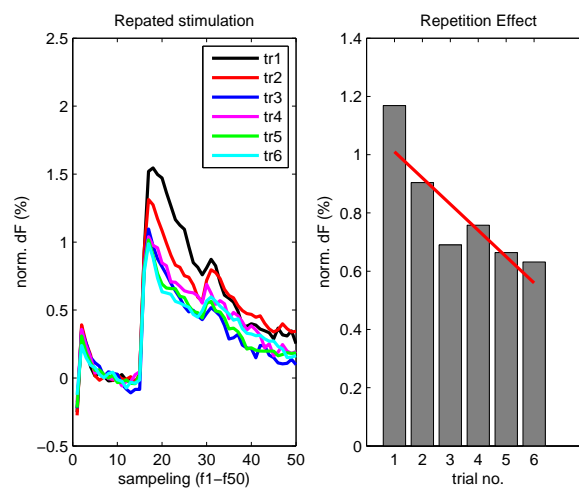 Repated stimulation
norm. dF (%)
2.5
2
1.5
1
0.5
0
−0.5
tr1
tr2
tr3
tr4
tr5
tr6
0 10 20 30 40 50
sampeling (f1−f50)
Repetition Effect
norm. dF (%)
1.4
1.2
1
0.8
0.6
0.4
0.2
0
1 2 3 4 5 6
trial no.